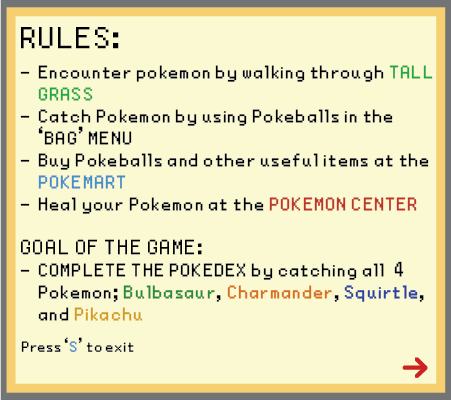 RULES:
- Encounter pokemon by walking through TALL
GRASS
- Catch Pokemon by using Pokeballs in the
'BAG' MENU
- Buy Pokeballs and other useful items at the
POKEMART
- Heal your Pokemon at the POKEMON CENTER
GOAL OF THE GAME:
- COMPLETE THE POKEDEX by catching all 4
Pokemon; Bulbasaur, Charmander, Squirtle,
and Pikachu
Press 'S' to exit